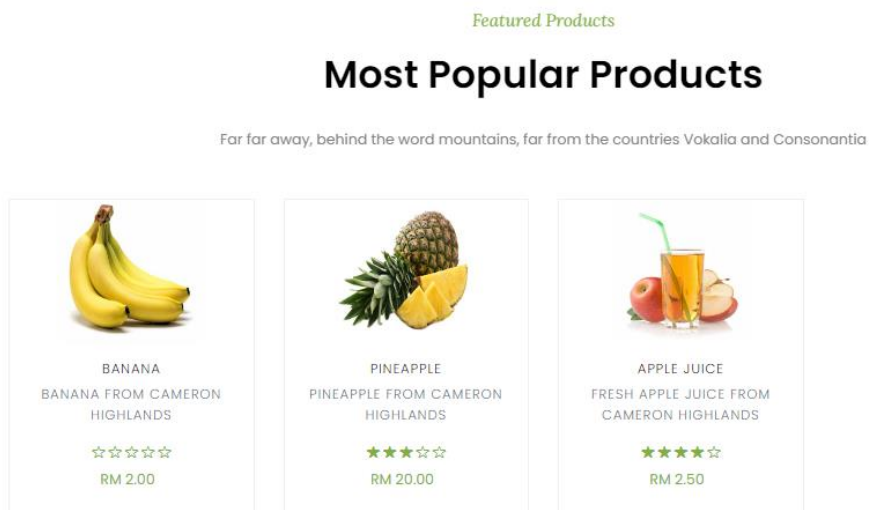 Featured Products
Most Popular Products
Far far away, behind the word mountains, far from the countries Vokalia and Consonantia
BANANA
BANANA FROM CAMERON
HIGHLANDS
RM 2.00
PINEAPPLE
PINEAPPLE FROM CAMERON
HIGHLANDS
RM 20.00
APPLE JUICE
FRESH APPLE JUICE FROM
CAMERON HIGHLANDS
RM 2.50